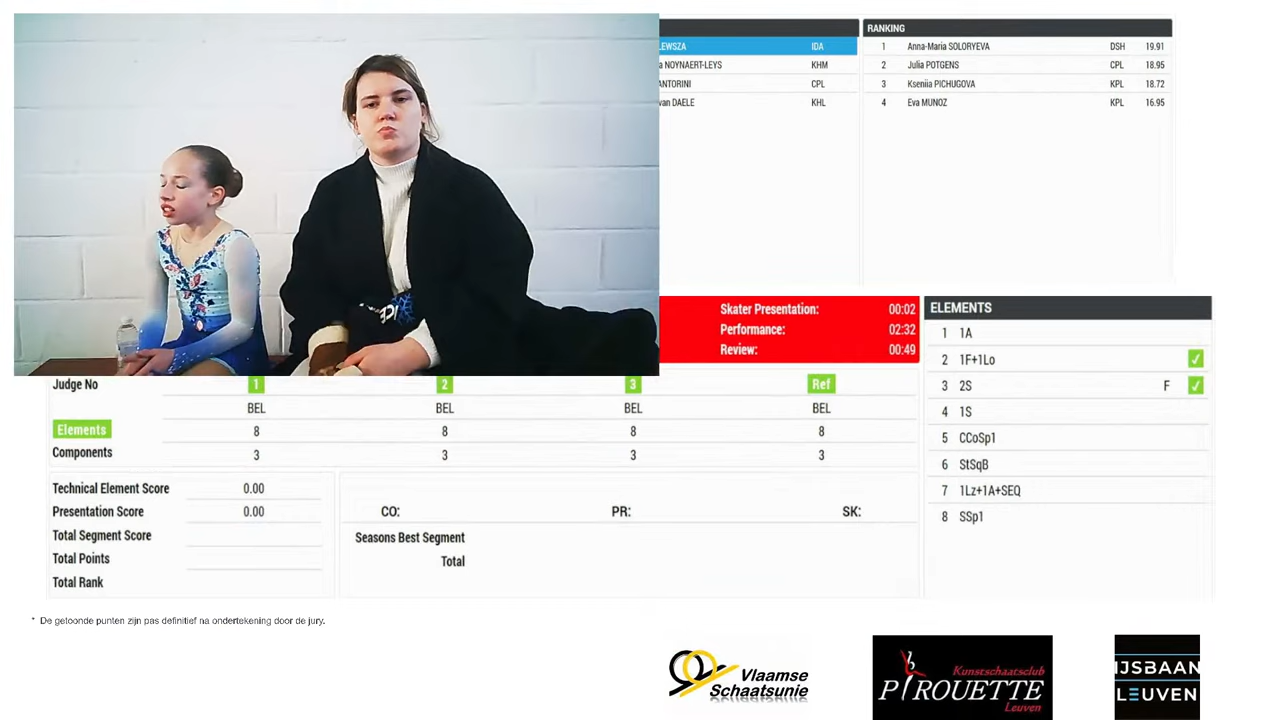 LEWSZA IDA
a NOYNAERT-LEYS KHM
ANTORINI CPL
van DAELE KHL
RANKING
1 Anna-Maria SOLORYEVA DSH 19.91
2 Julia POTGENS CPL 18.95
3 Kseniia PICHUGOVA KPL 18.72
4 Eva MUNOZ KPL 16.95
Skater Presentation: 00:02
Performance: 02:32
Review: 00:49
Judge No 1 2 3 Ref
BEL BEL BEL BEL
Elements 8 8 8 8
Components 3 3 3 3
Technical Element Score 0.00
Presentation Score 0.00
Total Segment Score
Total Points
Total Rank
CO: PR: SK:
Seasons Best Segment
Total
ELEMENTS
1 1A
2 1F+1Lo
3 2S F
4 1S
5 CCoSp1
6 StSqB
7 1Lz+1A+SEQ
8 SSp1
* De getoonde punten zijn pas definitief na ondertekening door de jury.
Vlaamse
Schaatsunie
Kunstschaatsclub
PIROUETTE
Leuven
IJSBAAN
LEUVEN